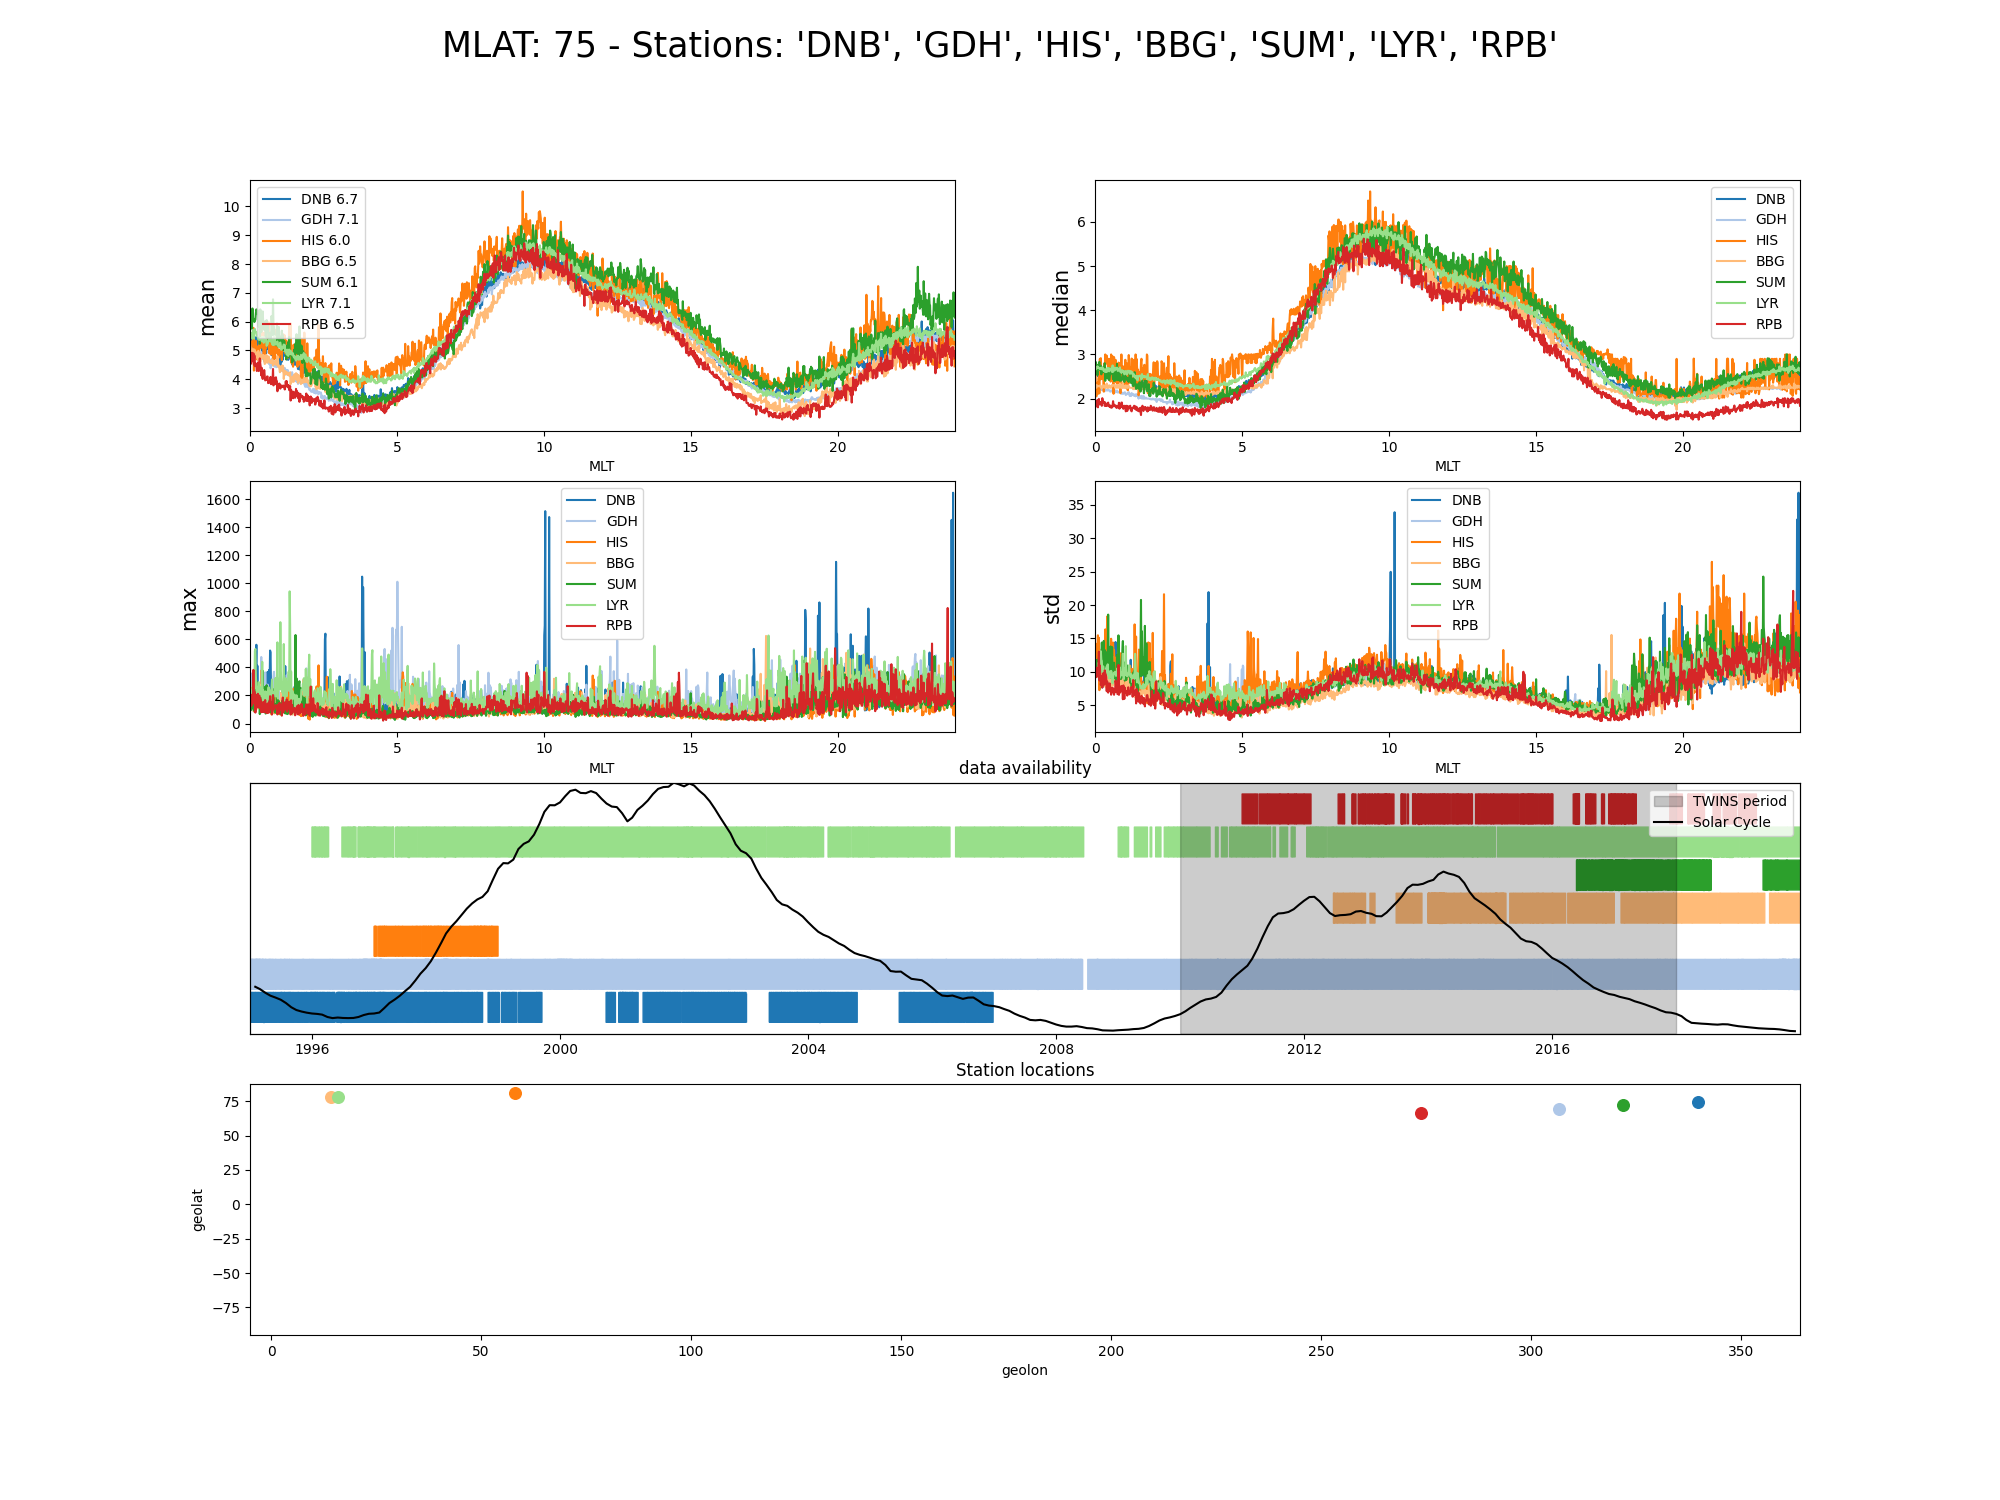 MLAT: 75 - Stations: 'DNB', 'GDH', 'HIS', 'BBG', 'SUM', 'LYR', 'RPB'
mean
10
9
8
7
6
5
4
3
DNB 6.7
GDH 7.1
HIS 6.0
BBG 6.5
SUM 6.1
LYR 7.1
RPB 6.5
0 5 10 15 20
MLT
median
6
5
4
3
2
DNB
GDH
HIS
BBG
SUM
LYR
RPB
0 5 10 15 20
MLT
max
1600
1400
1200
1000
800
600
400
200
0
DNB
GDH
HIS
BBG
SUM
LYR
RPB
0 5 10 15 20
MLT
std
35
30
25
20
15
10
5
DNB
GDH
HIS
BBG
SUM
LYR
RPB
0 5 10 15 20
MLT
data availability
TWINS period
Solar Cycle
1996 2000 2004 2008 2012 2016
Station locations
geolat
75
50
25
0
−25
−50
−75
0 50 100 150 200 250 300 350
geolon